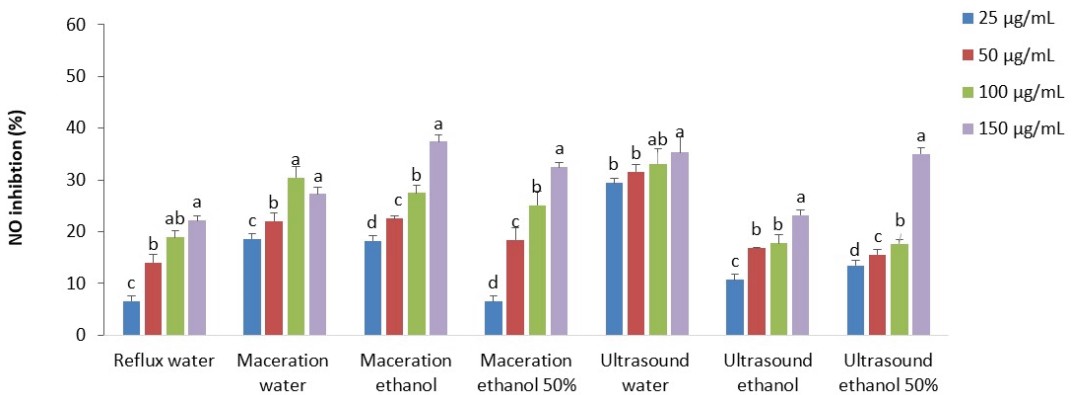 NO inhibtion (%)
60
50
40
30
20
10
0
c b ab a
c b a a
d c b a
d c b a
b b ab a
c b b a
d c b a
Reflux water
Maceration
water
Maceration
ethanol
Maceration
ethanol 50%
Ultrasound
water
Ultrasound
ethanol
Ultrasound
ethanol 50%
25 µg/mL
50 µg/mL
100 µg/mL
150 µg/mL